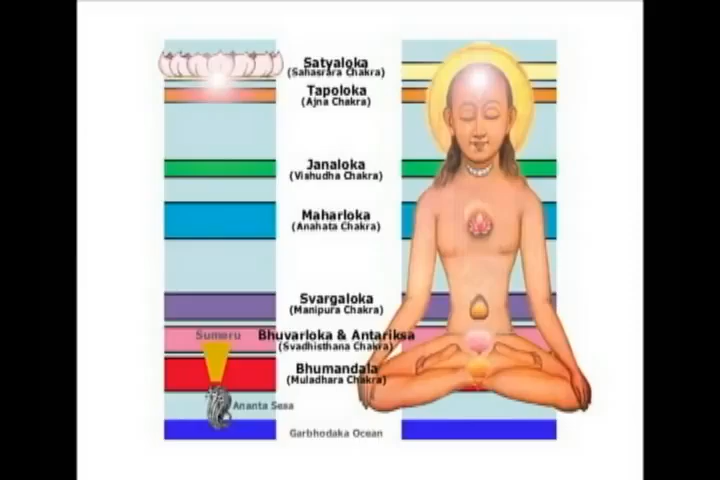 Satyaloka
(Sahasrara Chakra)
Tapoloka
(Ajna Chakra)
Janaloka
(Vishudha Chakra)
Maharloka
(Anahata Chakra)
Svargaloka
(Manipura Chakra)
Sumeru
Bhuvarloka & Antariksa
(Svadhisthana Chakra)
Bhumandala
(Muladhara Chakra)
Ananta Sesa
Garbhodaka Ocean